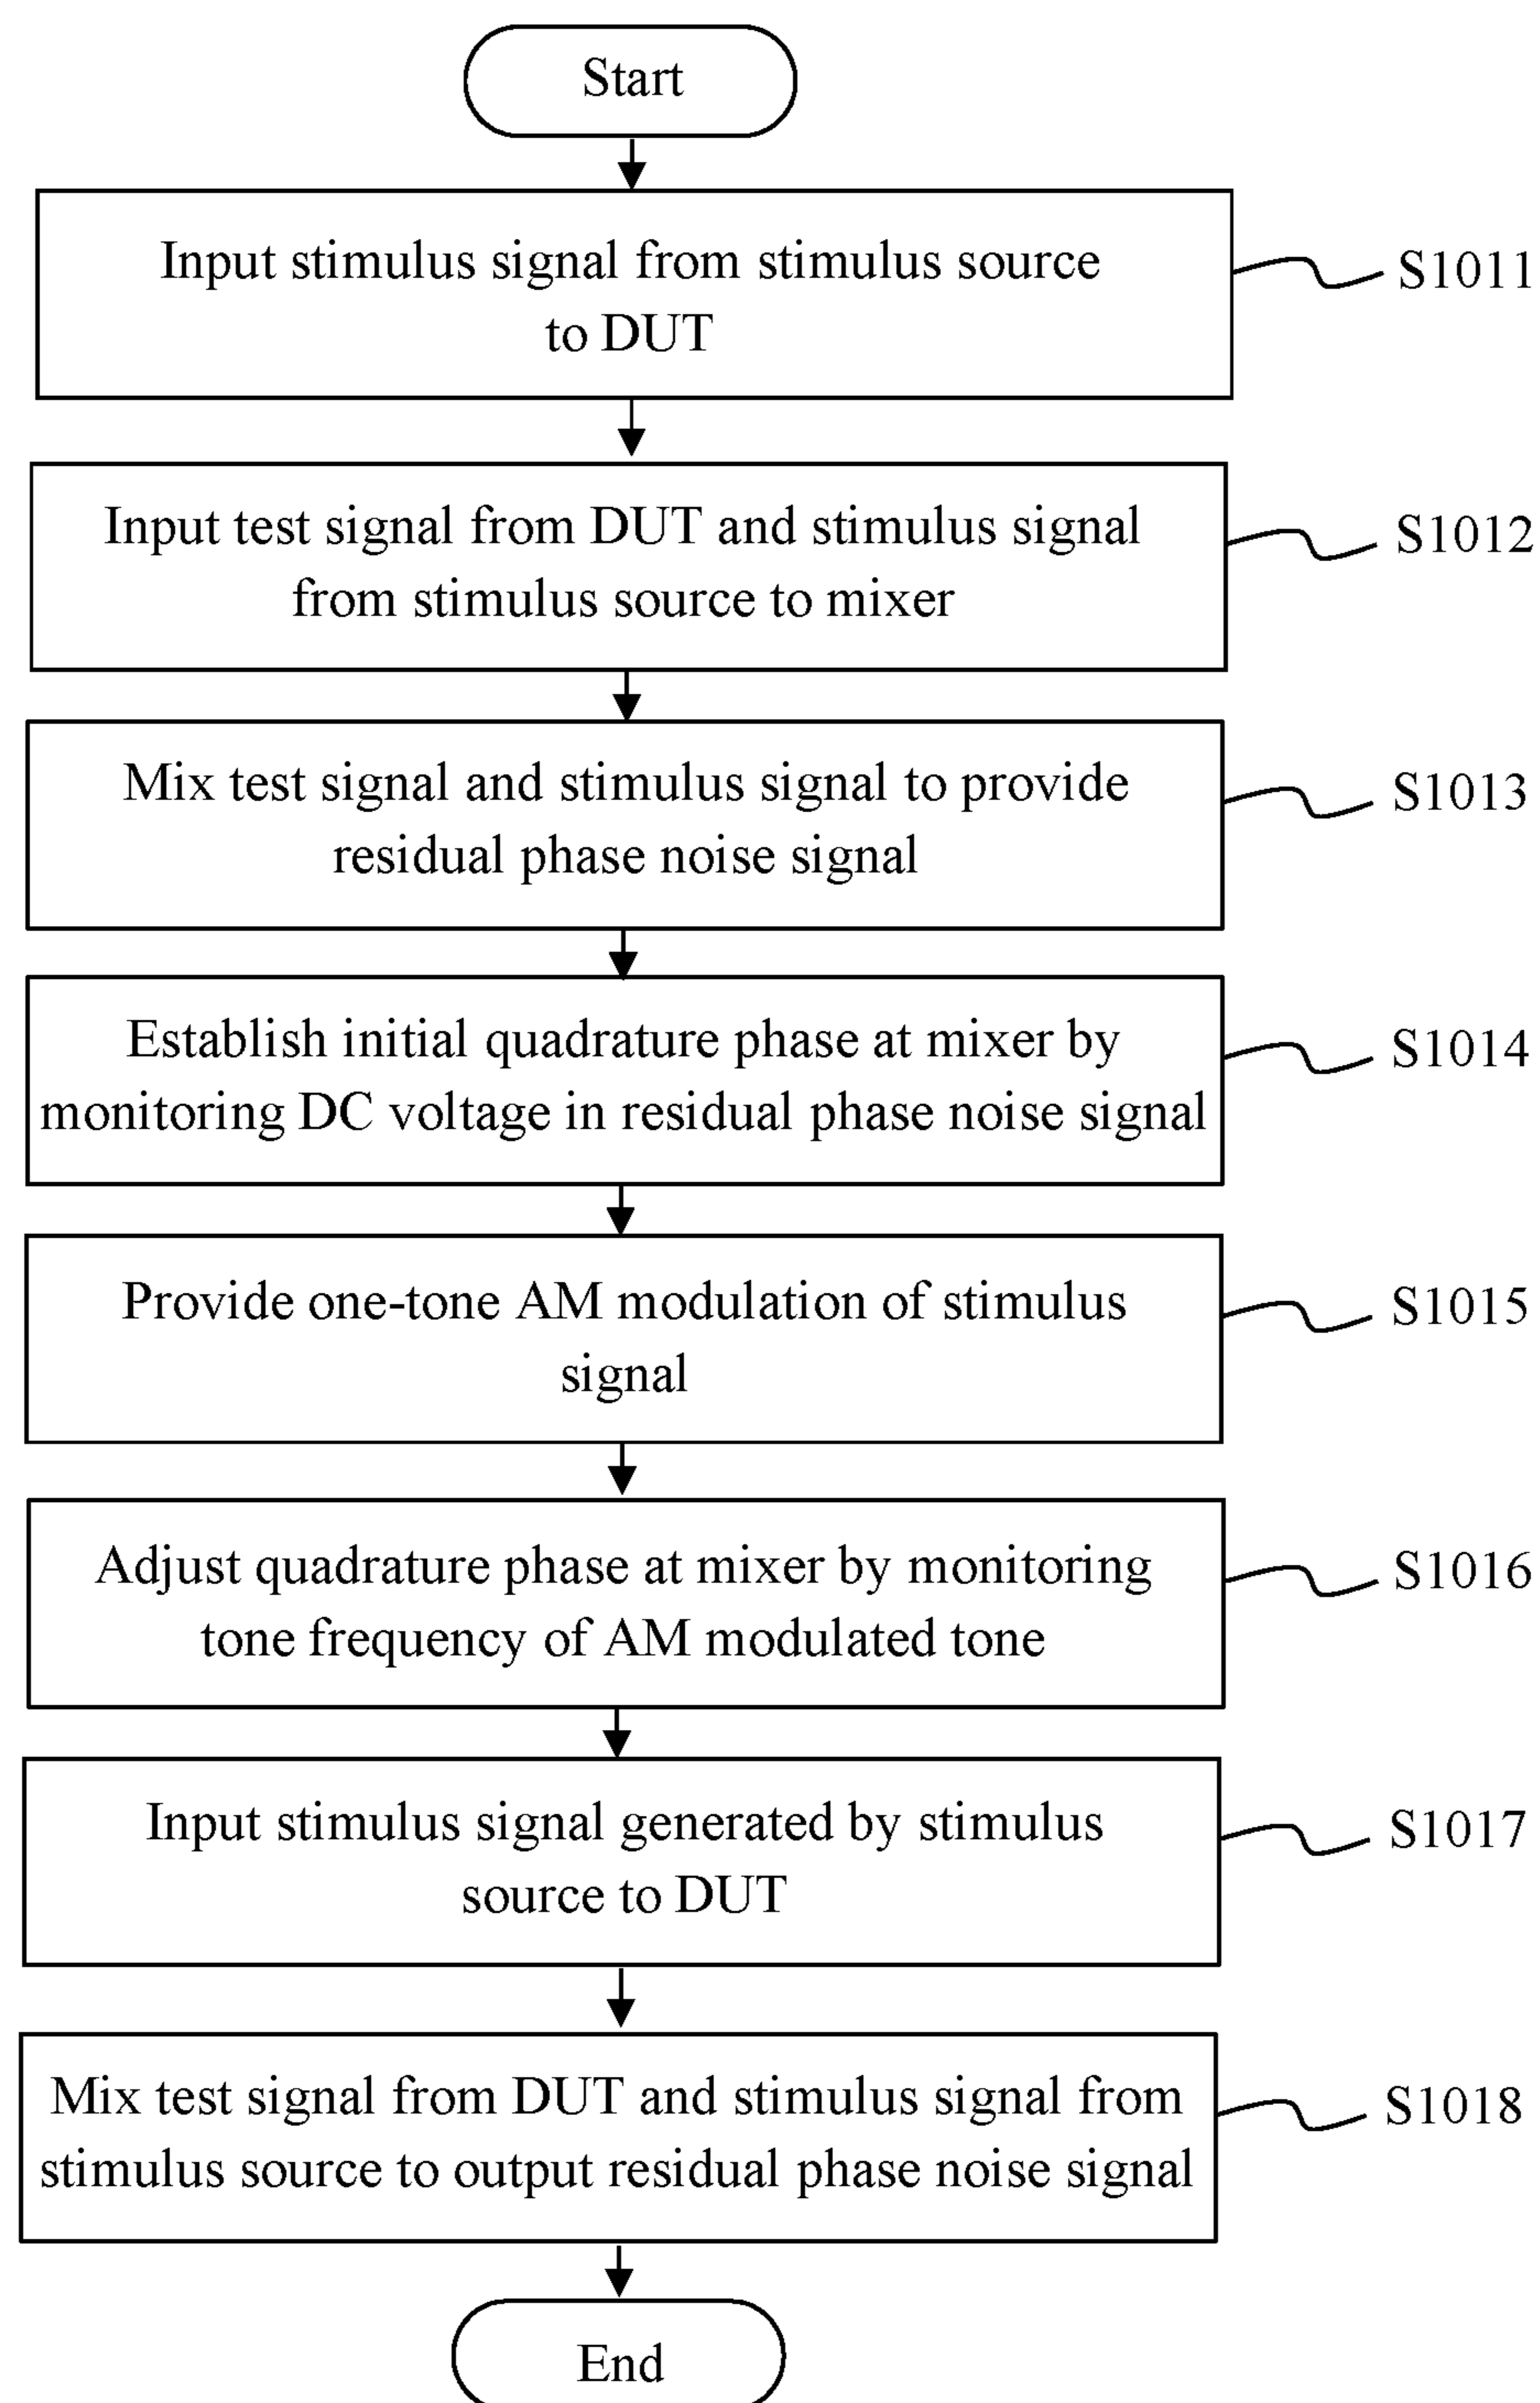 Start
Input stimulus signal from stimulus source
to DUT
S1011
Input test signal from DUT and stimulus signal
from stimulus source to mixer
S1012
Mix test signal and stimulus signal to provide
residual phase noise signal
S1013
Establish initial quadrature phase at mixer by
monitoring DC voltage in residual phase noise signal
S1014
Provide one-tone AM modulation of stimulus
signal
S1015
Adjust quadrature phase at mixer by monitoring
tone frequency of AM modulated tone
S1016
Input stimulus signal generated by stimulus
source to DUT
S1017
Mix test signal from DUT and stimulus signal from
stimulus source to output residual phase noise signal
S1018
End